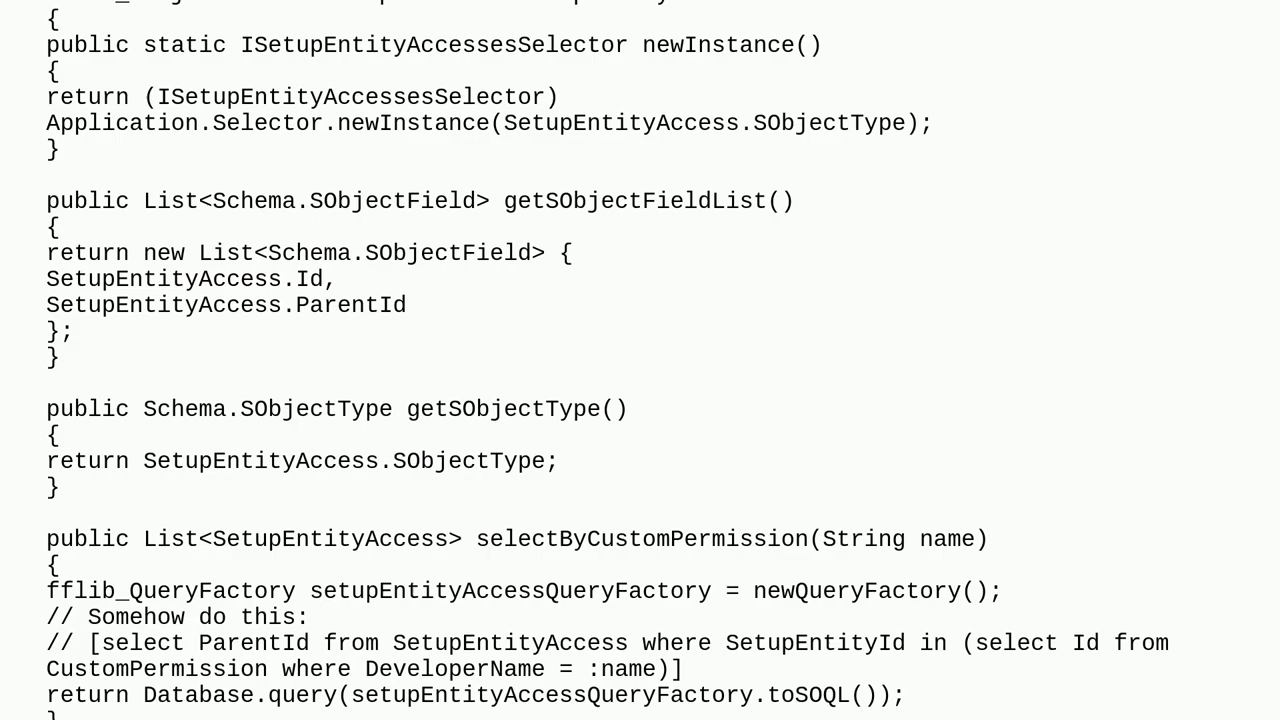 {
public static ISetupEntityAccessesSelector newInstance()
{
return (ISetupEntityAccessesSelector)
Application.Selector.newInstance(SetupEntityAccess.SObjectType);
}
public List<Schema.SObjectField> getSObjectFieldList()
{
return new List<Schema.SObjectField> {
SetupEntityAccess.Id,
SetupEntityAccess.ParentId
};
}
public Schema.SObjectType getSObjectType()
{
return SetupEntityAccess.SObjectType;
}
public List<SetupEntityAccess> selectByCustomPermission(String name)
{
fflib_QueryFactory setupEntityAccessQueryFactory = newQueryFactory();
// Somehow do this:
// [select ParentId from SetupEntityAccess where SetupEntityId in (select Id from
CustomPermission where DeveloperName = :name)]
return Database.query(setupEntityAccessQueryFactory.toSOQL());
}